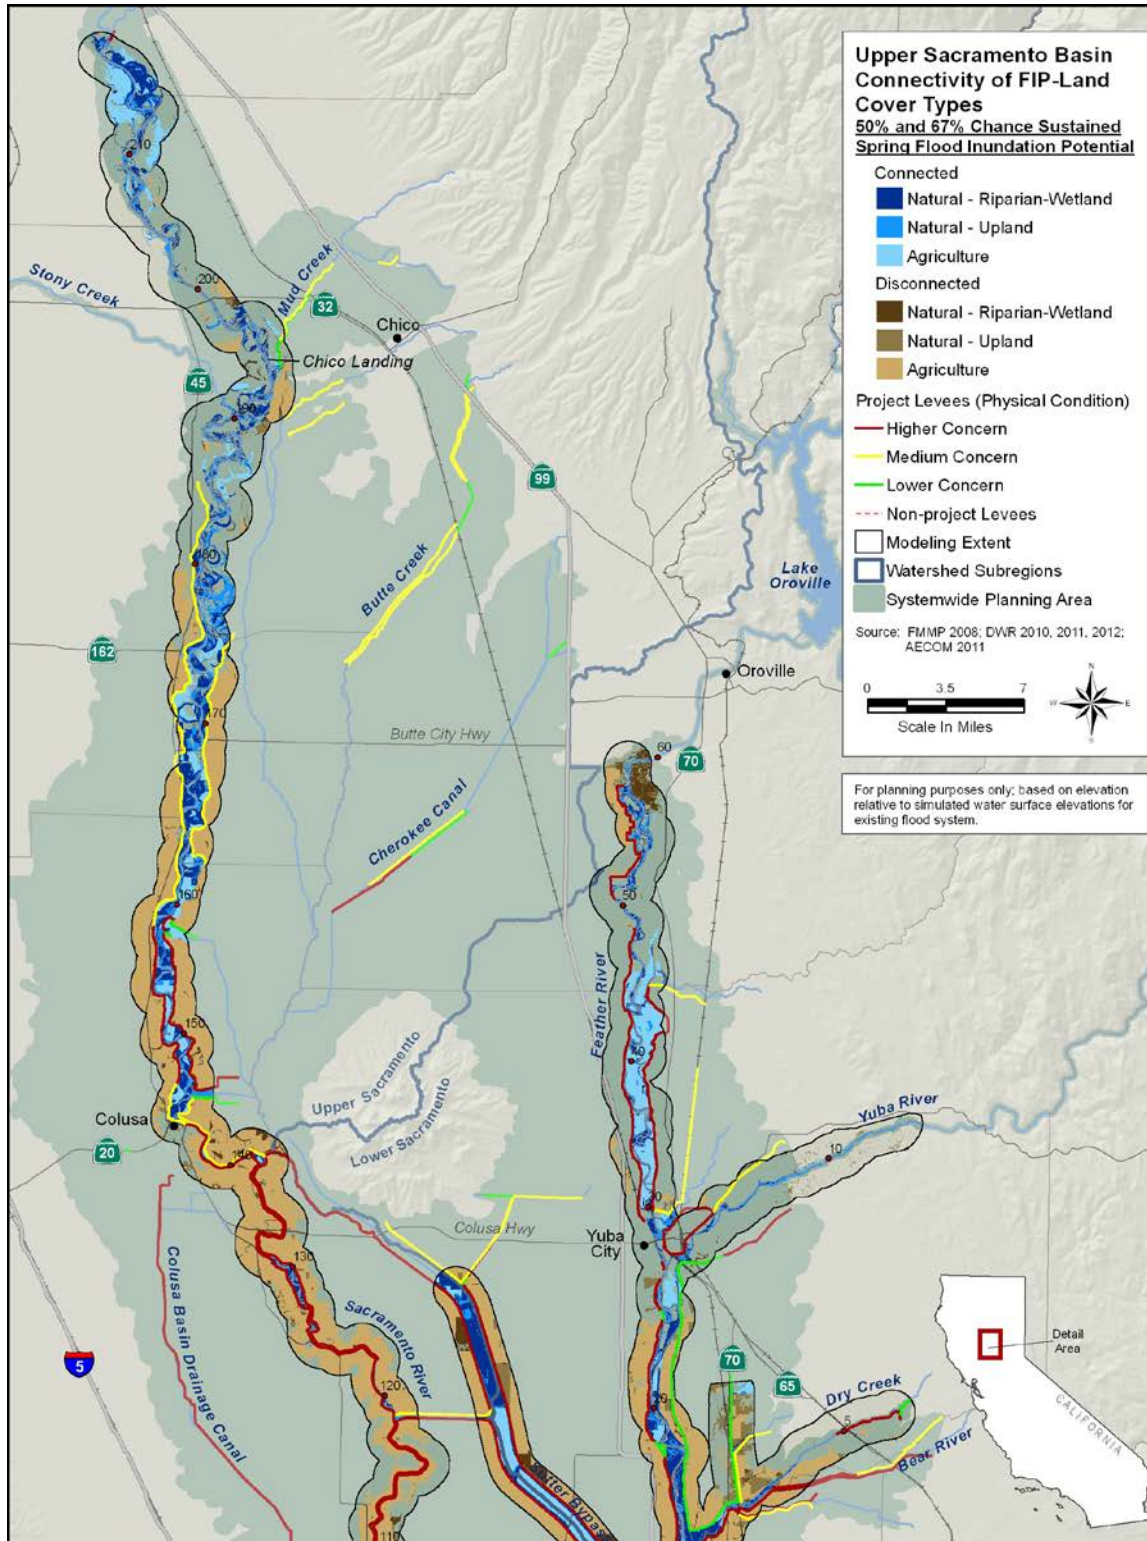 Upper Sacramento Basin
Connectivity of FIP-Land
Cover Types
50% and 67% Chance Sustained
Spring Flood Inundation Potential
Connected
Natural - Riparian-Wetland
Natural - Upland
Agriculture
Disconnected
Natural - Riparian-Wetland
Natural - Upland
Agriculture
Project Levees (Physical Condition)
Higher Concern
Medium Concern
Lower Concern
Non-project Levees
Modeling Extent
Watershed Subregions
Systemwide Planning Area
Source: FMMP 2008; DWR 2010, 2011, 2012;
AECOM 2011
N
W
E
S
0
3.5
7
Scale In Miles
For planning purposes only; based on elevation
relative to simulated water surface elevations for
existing flood system.
210
Stony Creek
200
Mud Creek
32
Chico
Chico Landing
45
190
99
180
Butte Creek
Lake
Oroville
162
Oroville
170
Butte City Hwy
60
70
Cherokee Canal
160
50
Feather River
150
40
Upper Sacramento
Lower Sacramento
Colusa
20
140
Yuba River
10
30
Colusa Hwy
Yuba
City
130
Colusa Basin Drainage Canal
Sacramento River
5
120
20
70
65
Dry Creek
5
Bear River
Sutter Bypass
110
Detail
Area
CALIFORNIA